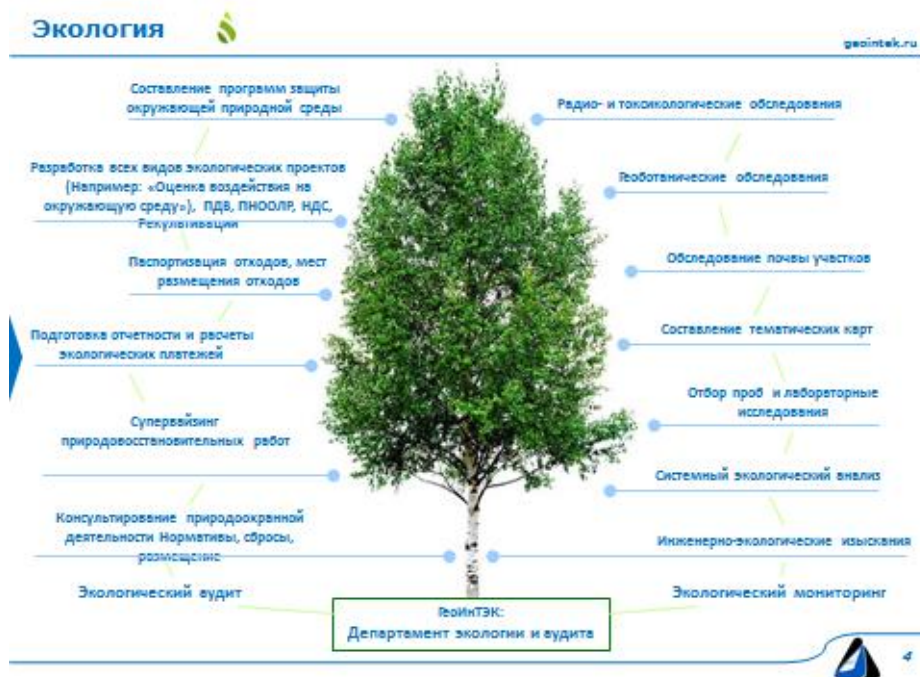 Экология
geointek.ru
Составление программ защиты
окружающей природной среды
Радио- и токсикологические обследования
Разработка всех видов экологических проектов
(Например: «Оценка воздействия на
окружающую среду»), ПДВ, ПНООЛР, НДС,
Рекультивации
Геоботанические обследования
Паспортизация отходов, мест
размещения отходов
Обследование почвы участков
Подготовка отчетности и расчеты
экологических платежей
Составление тематических карт
Супервайзинг
природовосстановительных работ
Отбор проб и лабораторные
исследования
Системный экологический анализ
Консультирование природоохранной
деятельности Нормативы, сбросы,
размещение
Инженерно-экологические изыскания
Экологический аудит
Экологический мониторинг
ГеоИнТЭК:
Департамент экологии и аудита
4